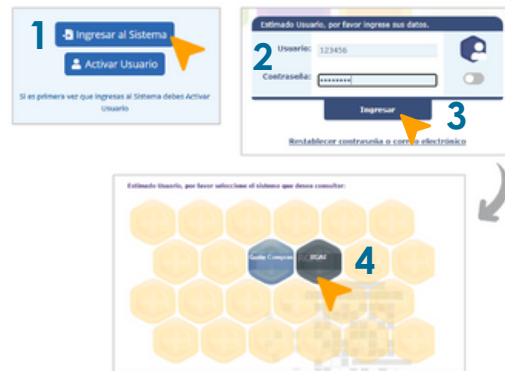 1
Ingresar al Sistema
Activar Usuario
Si es primera vez que ingresas al Sistema debes Activar
Usuario
Estimado Usuario, por favor ingrese sus datos.
2
Usuario: 123456
Contraseña: ••••••••
Ingresar
3
Restablecer contraseña o correo electrónico
Estimado Usuario, por favor seleccione el sistema que desea consultar:
Compras
4